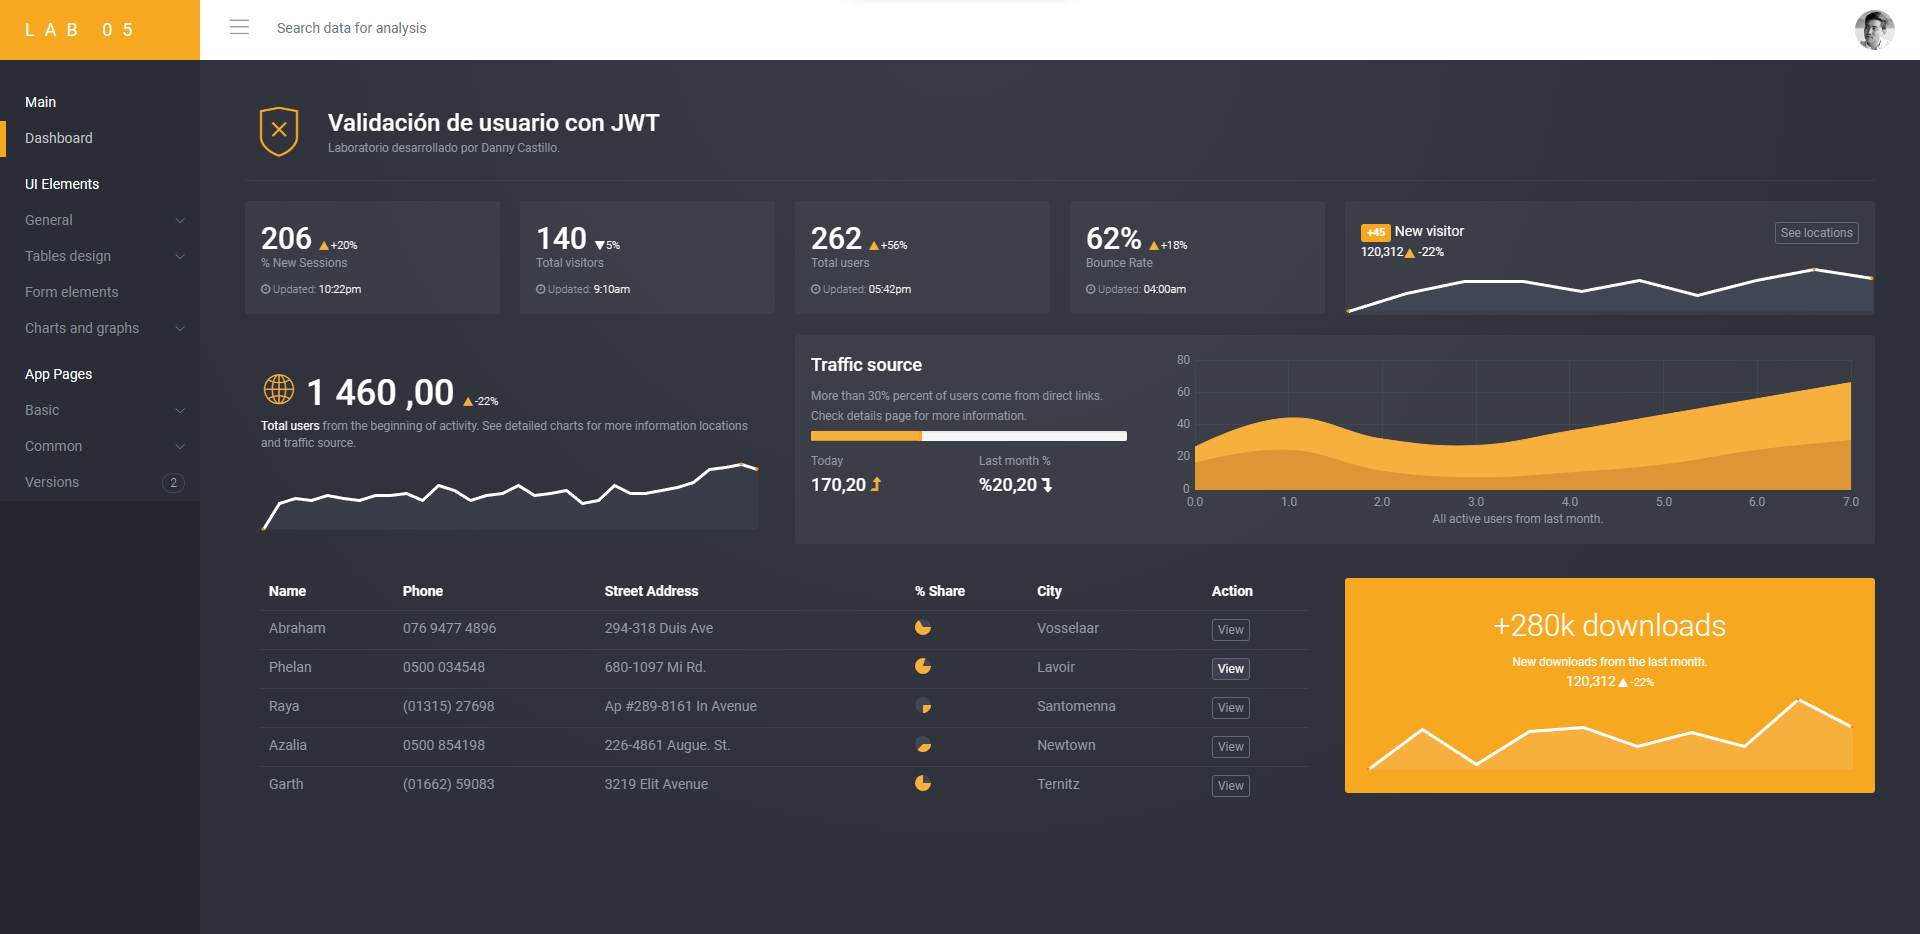 LAB 05
Search data for analysis
Main
Dashboard
UI Elements
General
Tables design
Form elements
Charts and graphs
App Pages
Basic
Common
Versions 2
Validación de usuario con JWT
Laboratorio desarrollado por Danny Castillo.
206 +20%
% New Sessions
Updated: 10:22pm
140 5%
Total visitors
Updated: 9:10am
262 +56%
Total users
Updated: 05:42pm
62% +18%
Bounce Rate
Updated: 04:00am
+45 New visitor
See locations
120,312 -22%
1 460 ,00 -22%
Total users from the beginning of activity. See detailed charts for more information locations
and traffic source.
Traffic source
More than 30% percent of users come from direct links.
Check details page for more information.
Today
170,20
Last month %
%20,20
80
60
40
20
0
0.0 1.0 2.0 3.0 4.0 5.0 6.0 7.0
All active users from last month.
Name Phone Street Address % Share City Action
Abraham 076 9477 4896 294-318 Duis Ave Vosselaar View
Phelan 0500 034548 680-1097 Mi Rd. Lavoir View
Raya (01315) 27698 Ap #289-8161 In Avenue Santomenna View
Azalia 0500 854198 226-4861 Augue. St. Newtown View
Garth (01662) 59083 3219 Elit Avenue Ternitz View
+280k downloads
New downloads from the last month.
120,312 -22%